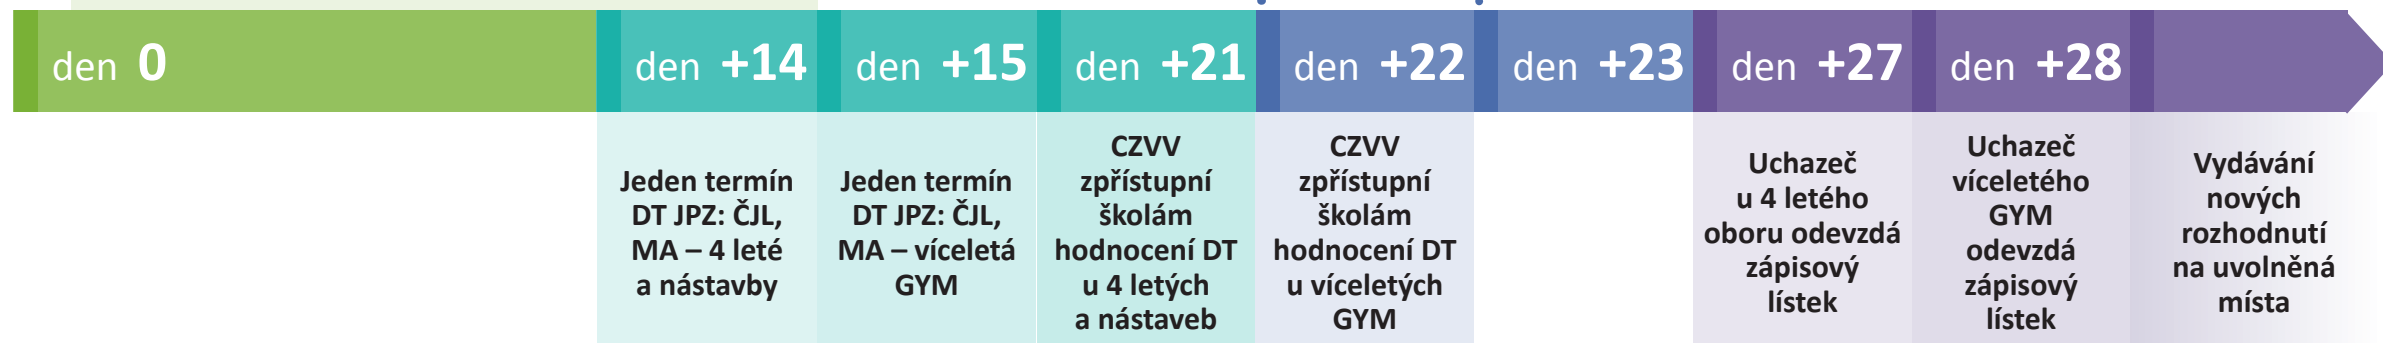 den 0
den +14
den +15
den +21
den +22
den +23
den +27
den +28
Jeden termín
DT JPZ: ČJL,
MA – 4 leté
a nástavby
Jeden termín
DT JPZ: ČJL,
MA – víceletá
GYM
CZVV
zpřístupní
školám
hodnocení DT
u 4 letých
a nástaveb
CZVV
zpřístupní
školám
hodnocení DT
u víceletých
GYM
Uchazeč
u 4 letého
oboru odevzdá
zápisový
lístek
Uchazeč
víceletého
GYM
odevzdá
zápisový
lístek
Vydávání
nových
rozhodnutí
na uvolněná
místa